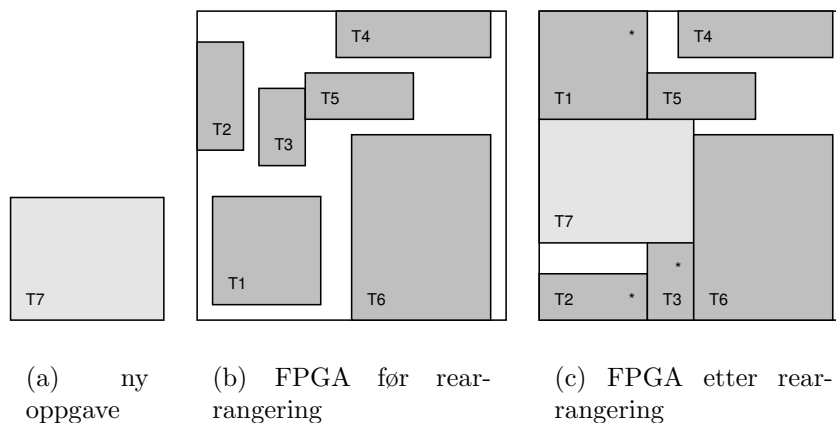 T7
T4
T5
T2
T3
T1
T6
*
T4
T1
T5
T7
*
T2
*
T3
T6
(a) ny
oppgave
(b) FPGA før rear-
rangering
(c) FPGA etter rear-
rangering